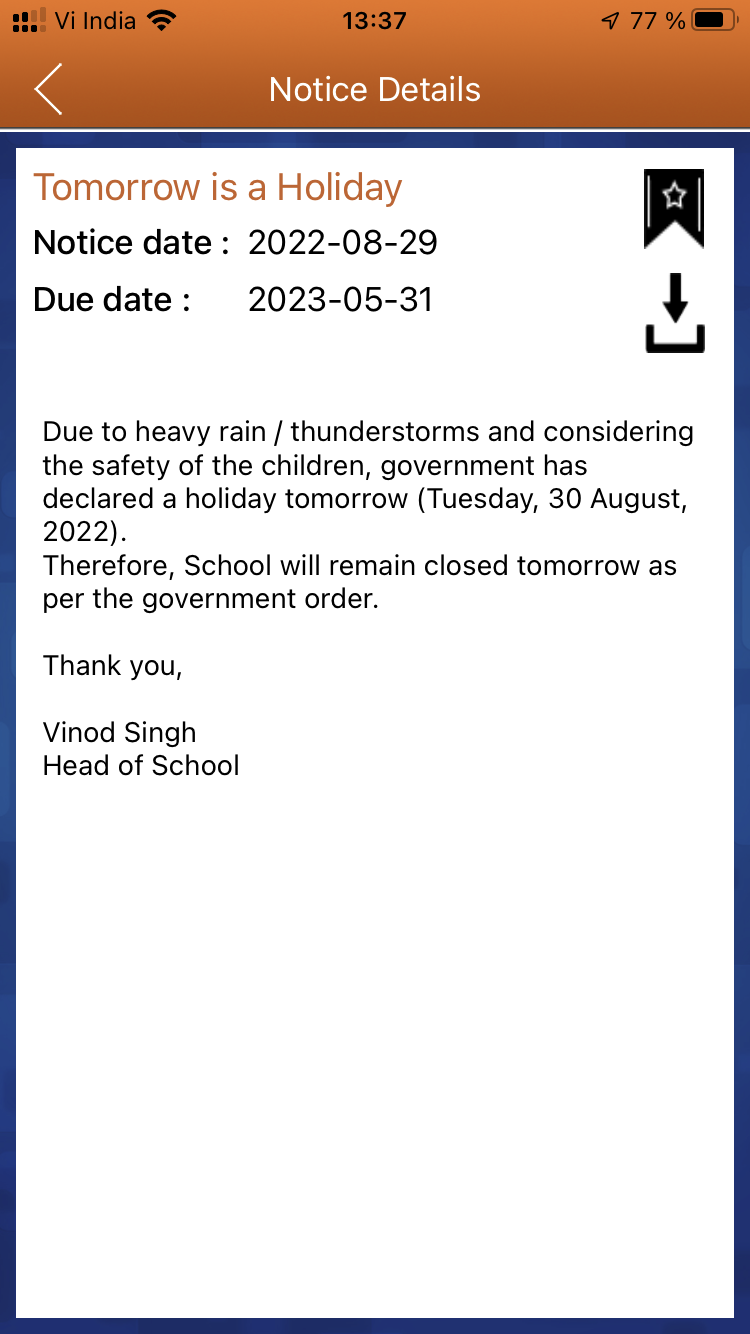 Vi India 13:37 77 %
Notice Details
Tomorrow is a Holiday
Notice date : 2022-08-29
Due date : 2023-05-31
Due to heavy rain / thunderstorms and considering
the safety of the children, government has
declared a holiday tomorrow (Tuesday, 30 August,
2022).
Therefore, School will remain closed tomorrow as
per the government order.
Thank you,
Vinod Singh
Head of School